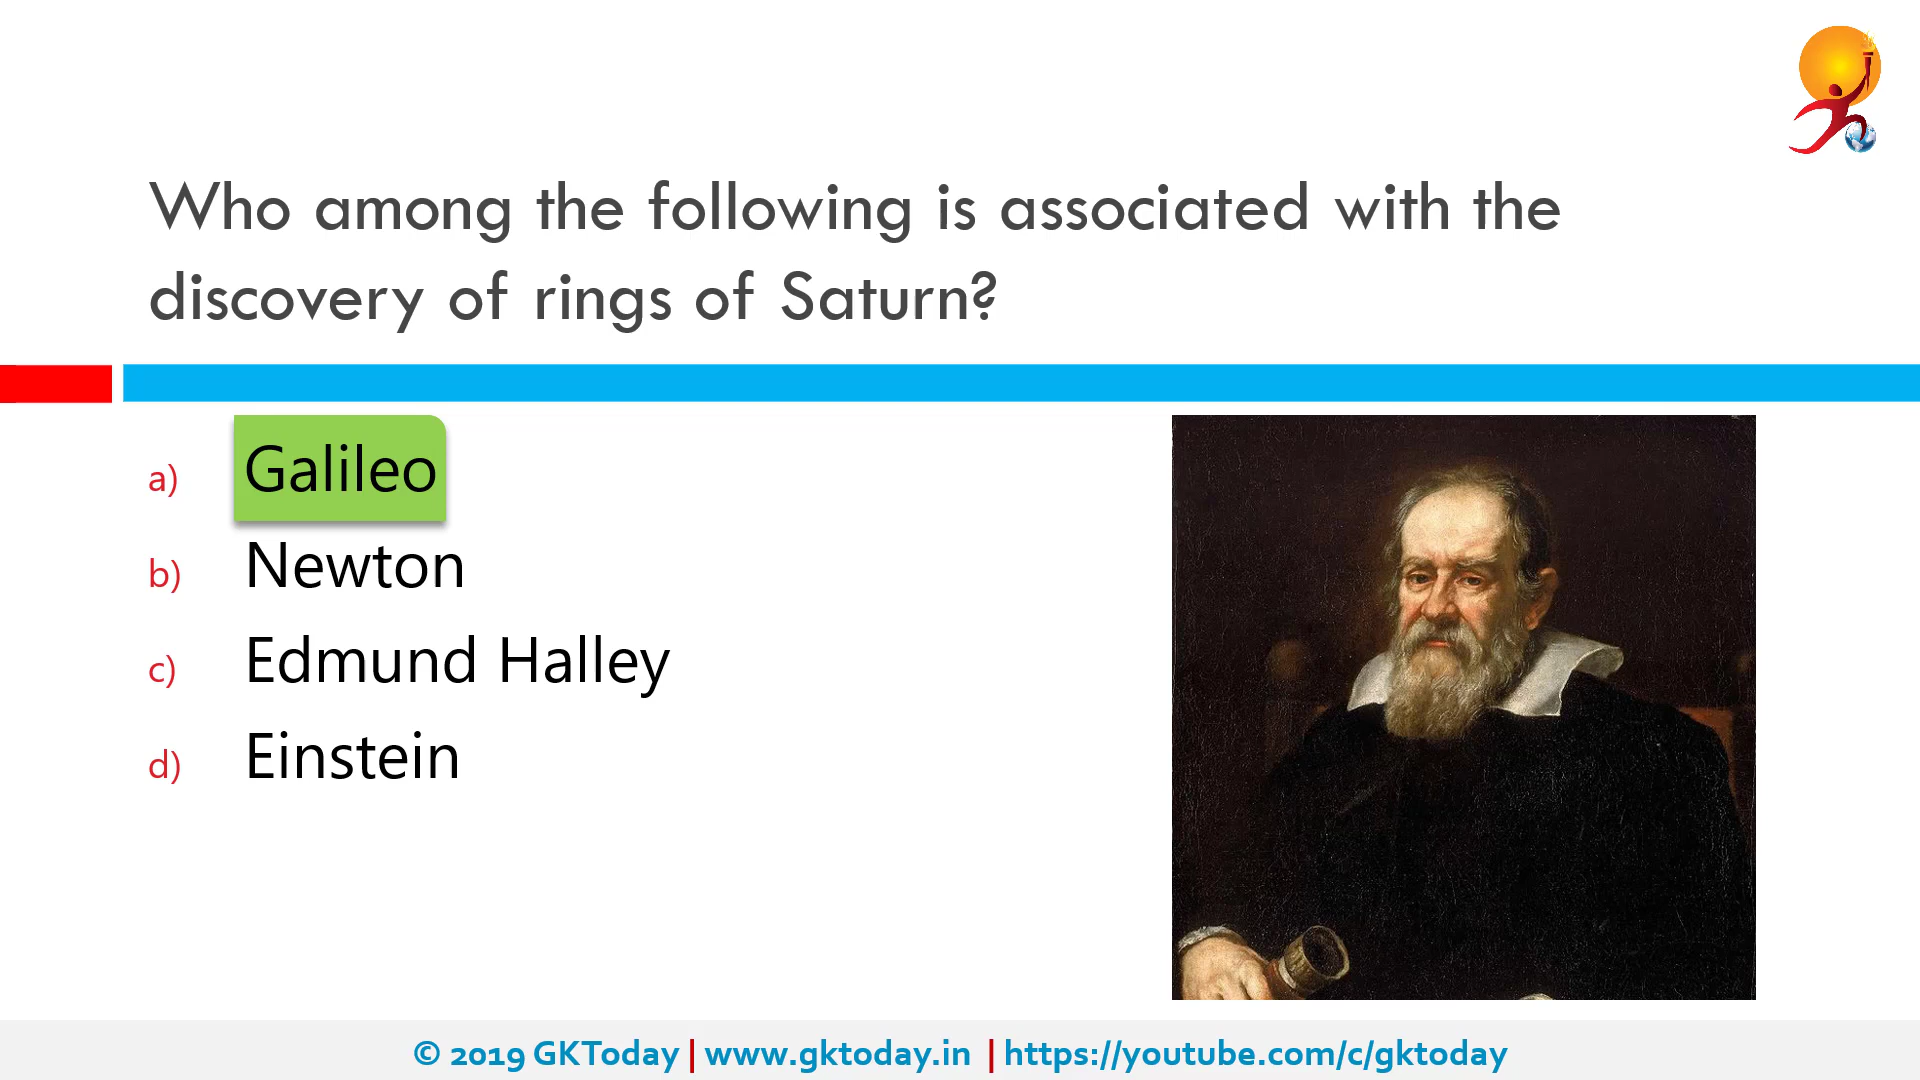 Who among the following is associated with the
discovery of rings of Saturn?
a) Galileo
b) Newton
c) Edmund Halley
d) Einstein
© 2019 GKToday | www.gktoday.in | https://youtube.com/c/gktoday